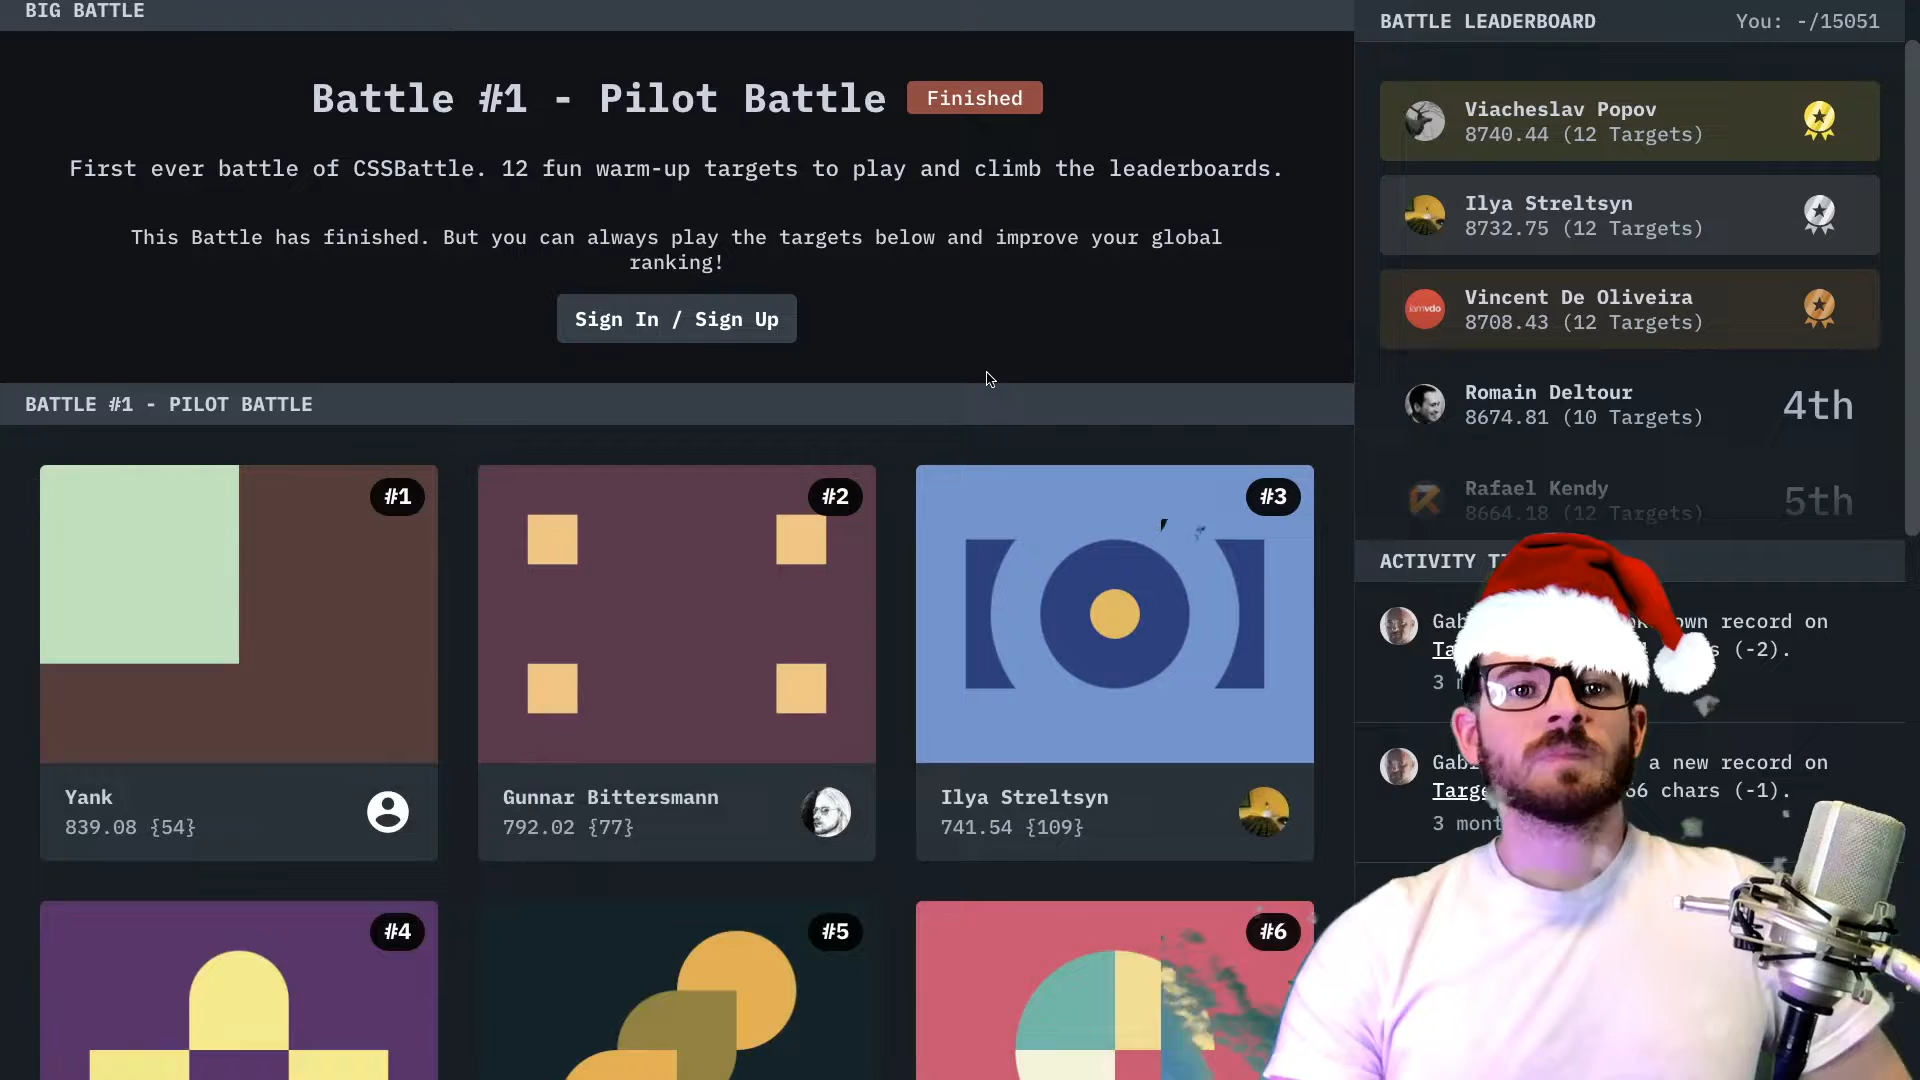 BIG BATTLE
Battle #1 - Pilot Battle
Finished
First ever battle of CSSBattle. 12 fun warm-up targets to play and climb the leaderboards.
This Battle has finished. But you can always play the targets below and improve your global
ranking!
Sign In / Sign Up
BATTLE #1 - PILOT BATTLE
#1
#2
#3
Yank
839.08 {54}
Gunnar Bittersmann
792.02 {77}
Ilya Streltsyn
741.54 {109}
#4
#5
#6
BATTLE LEADERBOARD
You: -/15051
Viacheslav Popov
8740.44 (12 Targets)
Ilya Streltsyn
8732.75 (12 Targets)
iamvdo
Vincent De Oliveira
8708.43 (12 Targets)
Romain Deltour
8674.81 (10 Targets)
4th
Rafael Kendy
8664.18 (12 Targets)
5th
ACTIVITY
own record on
(-2).
3
a new record on
chars (-1).
3